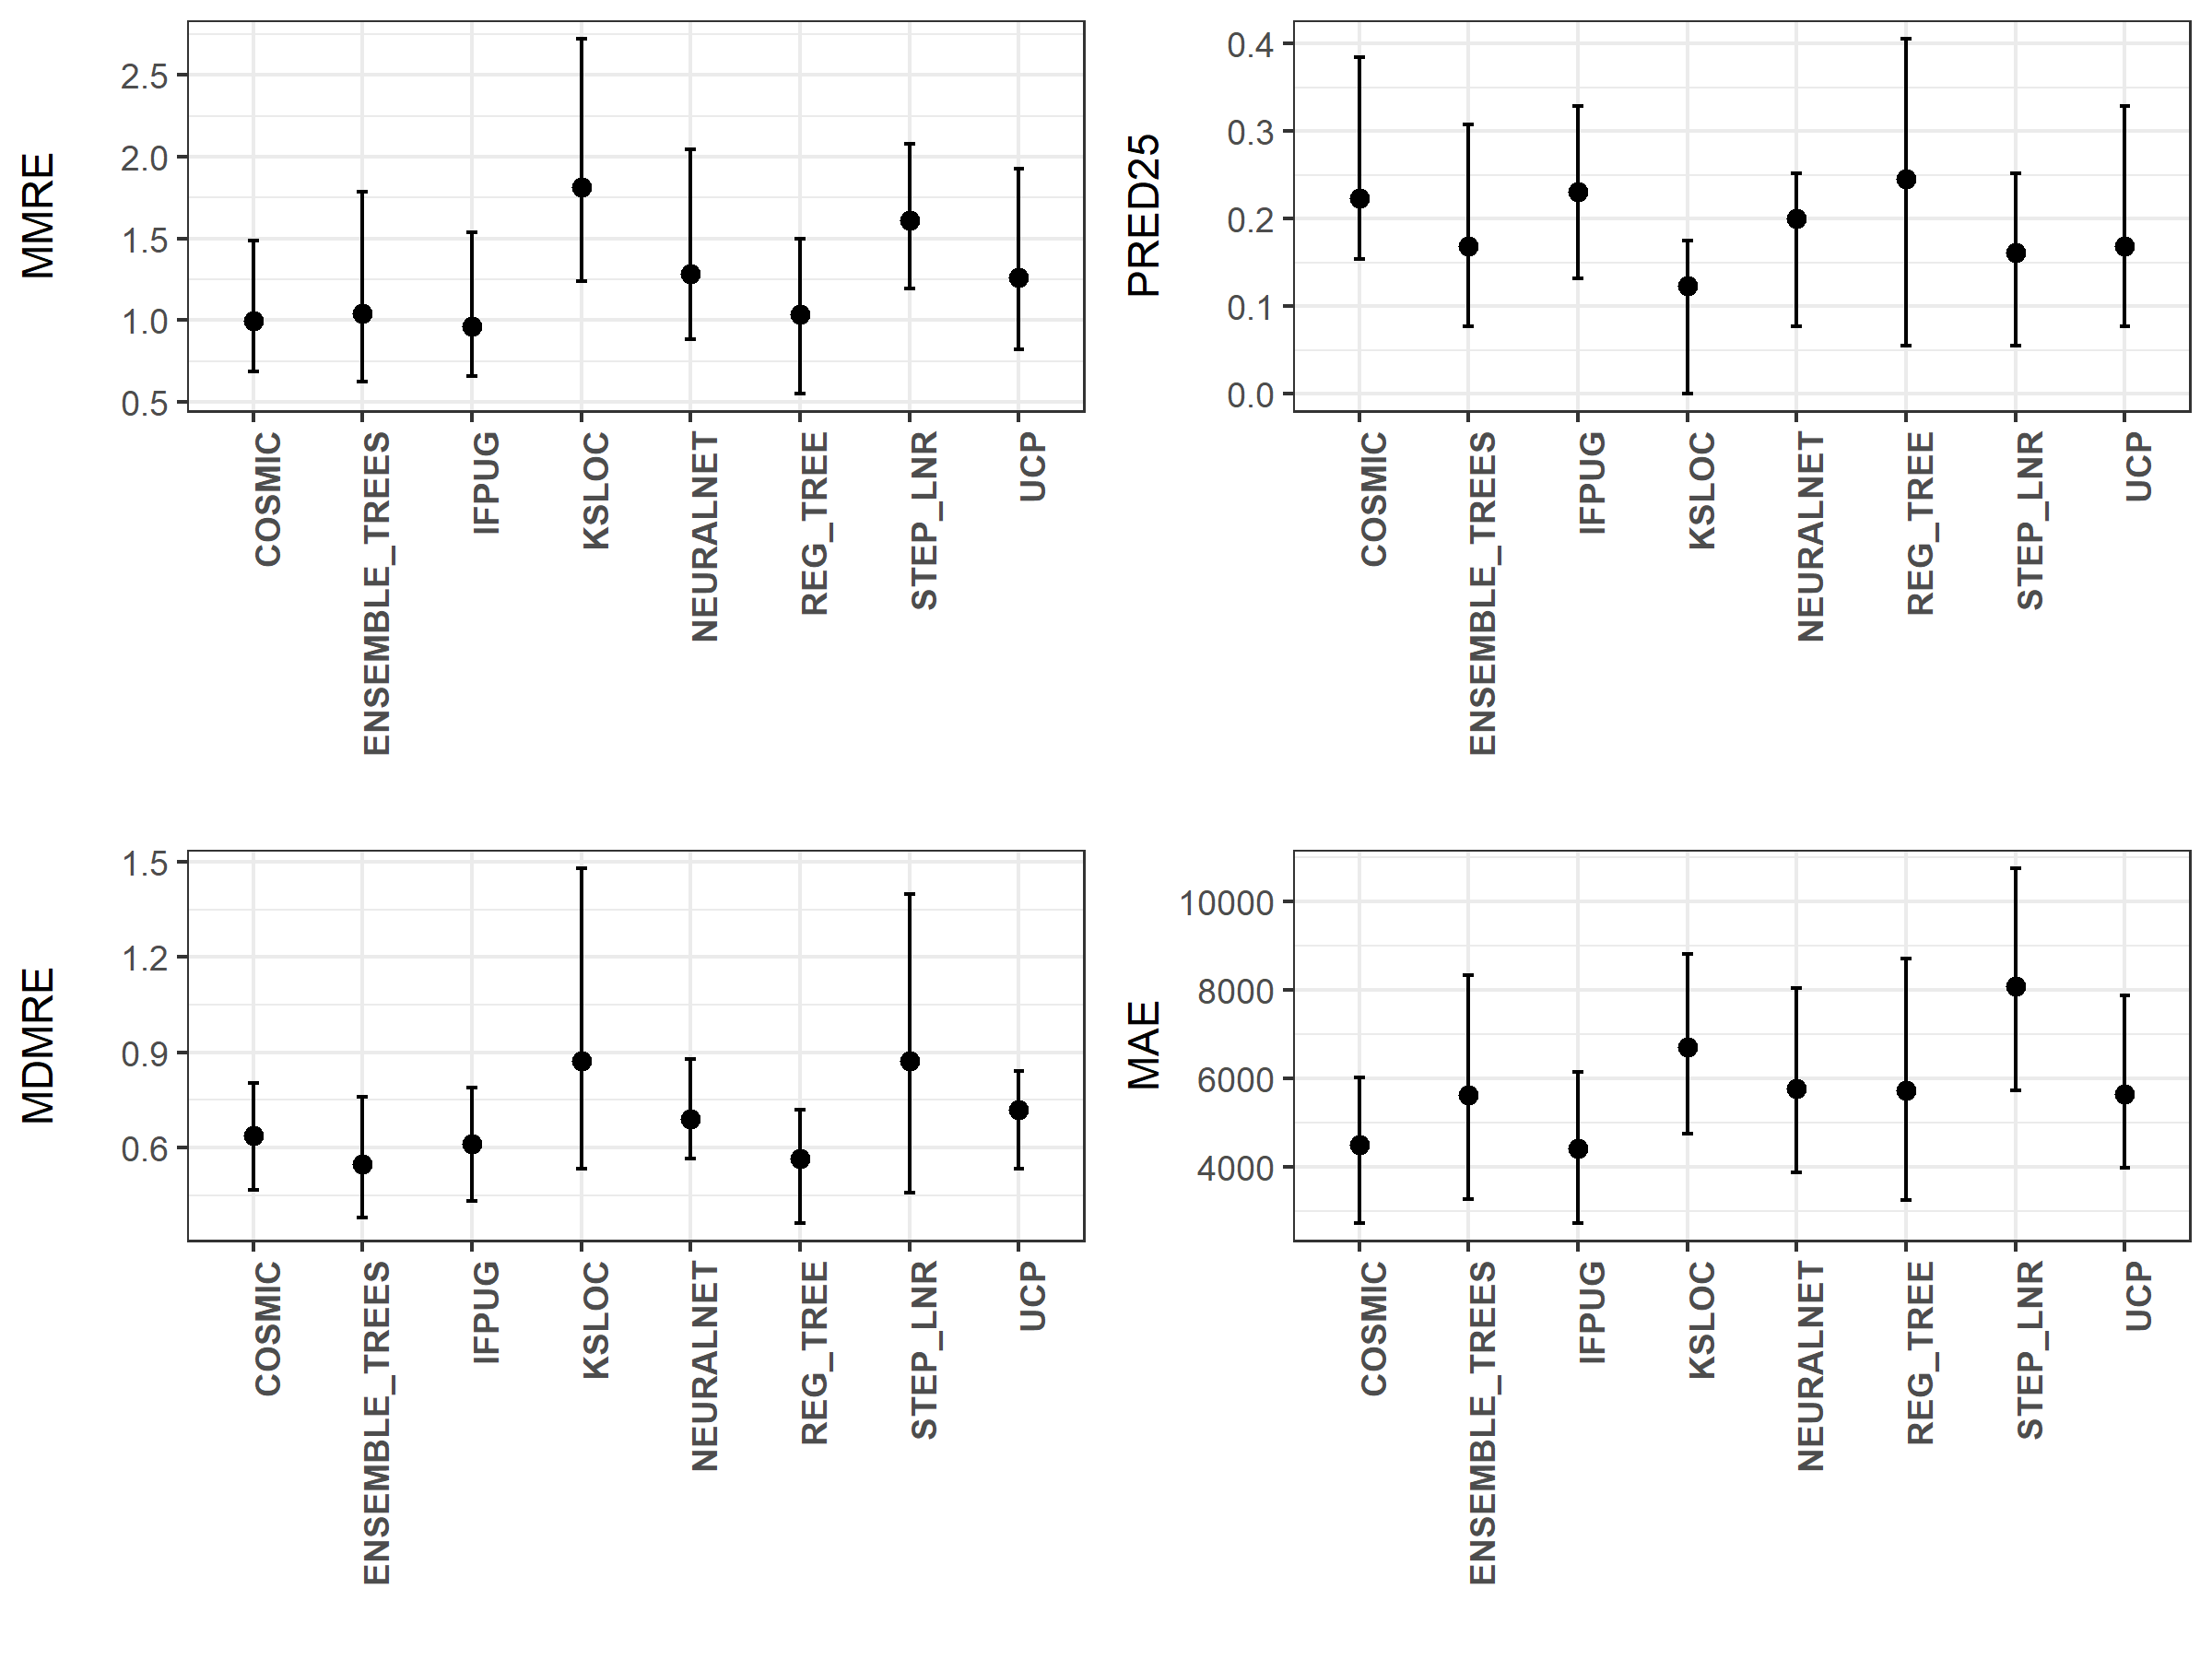 MMRE
2.5
2.0
1.5
1.0
0.5
COSMIC
ENSEMBLE_TREES
IFPUG
KSLOC
NEURALNET
REG_TREE
STEP_LNR
UCP
PRED25
0.4
0.3
0.2
0.1
0.0
COSMIC
ENSEMBLE_TREES
IFPUG
KSLOC
NEURALNET
REG_TREE
STEP_LNR
UCP
MDMRE
1.5
1.2
0.9
0.6
COSMIC
ENSEMBLE_TREES
IFPUG
KSLOC
NEURALNET
REG_TREE
STEP_LNR
UCP
MAE
10000
8000
6000
4000
COSMIC
ENSEMBLE_TREES
IFPUG
KSLOC
NEURALNET
REG_TREE
STEP_LNR
UCP